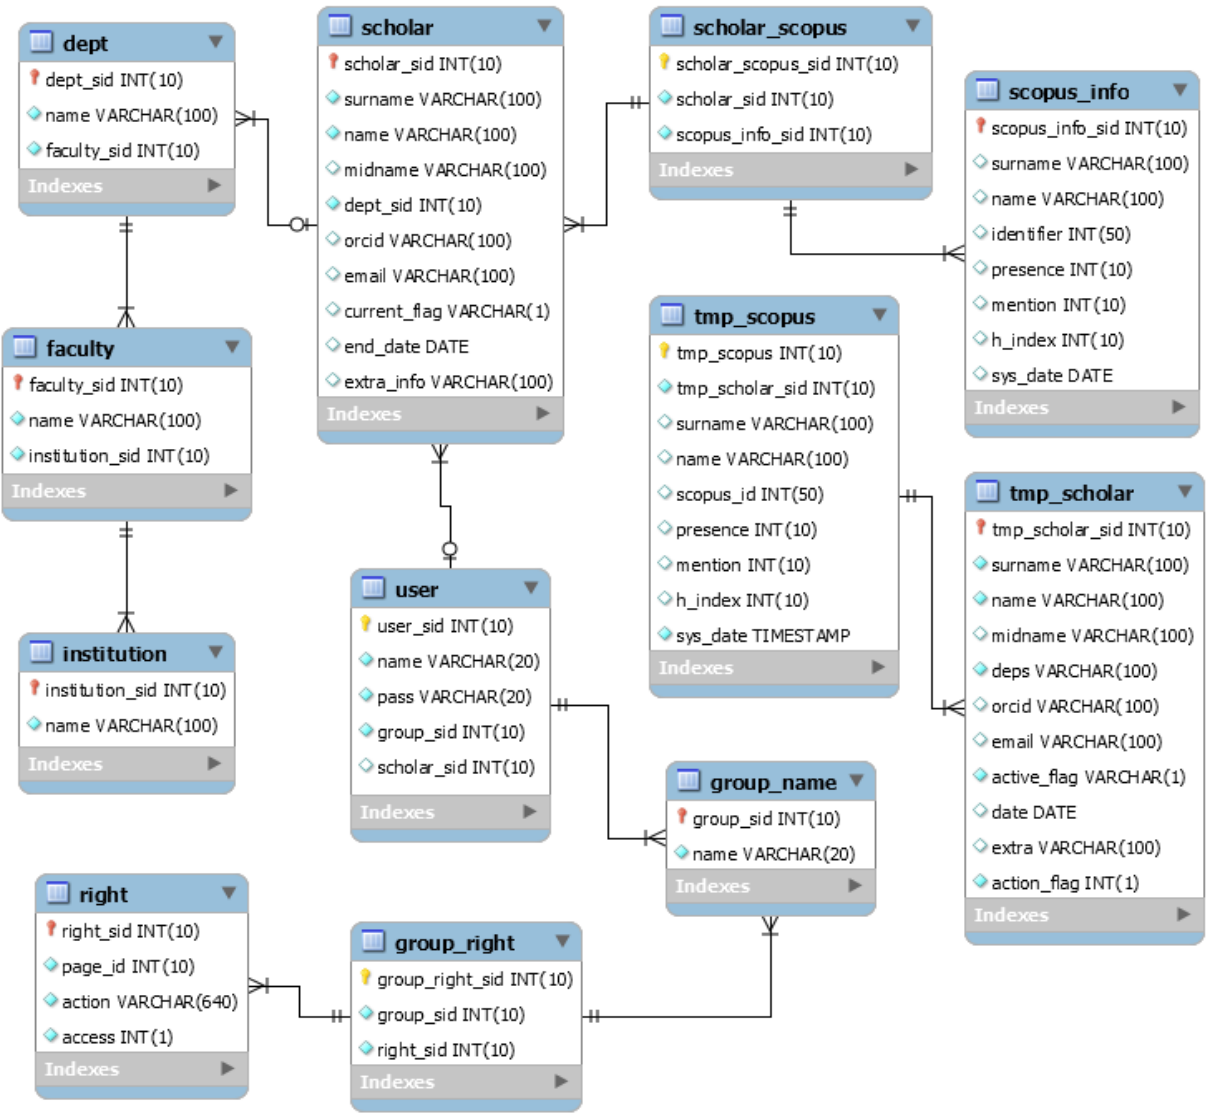 dept
dept_sid INT(10)
name VARCHAR(100)
faculty_sid INT(10)
Indexes
scholar
scholar_sid INT(10)
surname VARCHAR(100)
name VARCHAR(100)
midname VARCHAR(100)
dept_sid INT(10)
orcid VARCHAR(100)
email VARCHAR(100)
current_flag VARCHAR(1)
end_date DATE
extra_info VARCHAR(100)
Indexes
scholar_scopus
scholar_scopus_sid INT(10)
scholar_sid INT(10)
scopus_info_sid INT(10)
Indexes
scopus_info
scopus_info_sid INT(10)
surname VARCHAR(100)
name VARCHAR(100)
identifier INT(50)
presence INT(10)
mention INT(10)
h_index INT(10)
sys_date DATE
Indexes
faculty
faculty_sid INT(10)
name VARCHAR(100)
institution_sid INT(10)
Indexes
tmp_scopus
tmp_scopus INT(10)
tmp_scholar_sid INT(10)
surname VARCHAR(100)
name VARCHAR(100)
scopus_id INT(50)
presence INT(10)
mention INT(10)
h_index INT(10)
sys_date TIMESTAMP
Indexes
tmp_scholar
tmp_scholar_sid INT(10)
surname VARCHAR(100)
name VARCHAR(100)
midname VARCHAR(100)
deps VARCHAR(100)
orcid VARCHAR(100)
email VARCHAR(100)
active_flag VARCHAR(1)
date DATE
extra VARCHAR(100)
action_flag INT(1)
Indexes
institution
institution_sid INT(10)
name VARCHAR(100)
Indexes
user
user_sid INT(10)
name VARCHAR(20)
pass VARCHAR(20)
group_sid INT(10)
scholar_sid INT(10)
Indexes
group_name
group_sid INT(10)
name VARCHAR(20)
Indexes
right
right_sid INT(10)
page_id INT(10)
action VARCHAR(640)
access INT(1)
Indexes
group_right
group_right_sid INT(10)
group_sid INT(10)
right_sid INT(10)
Indexes